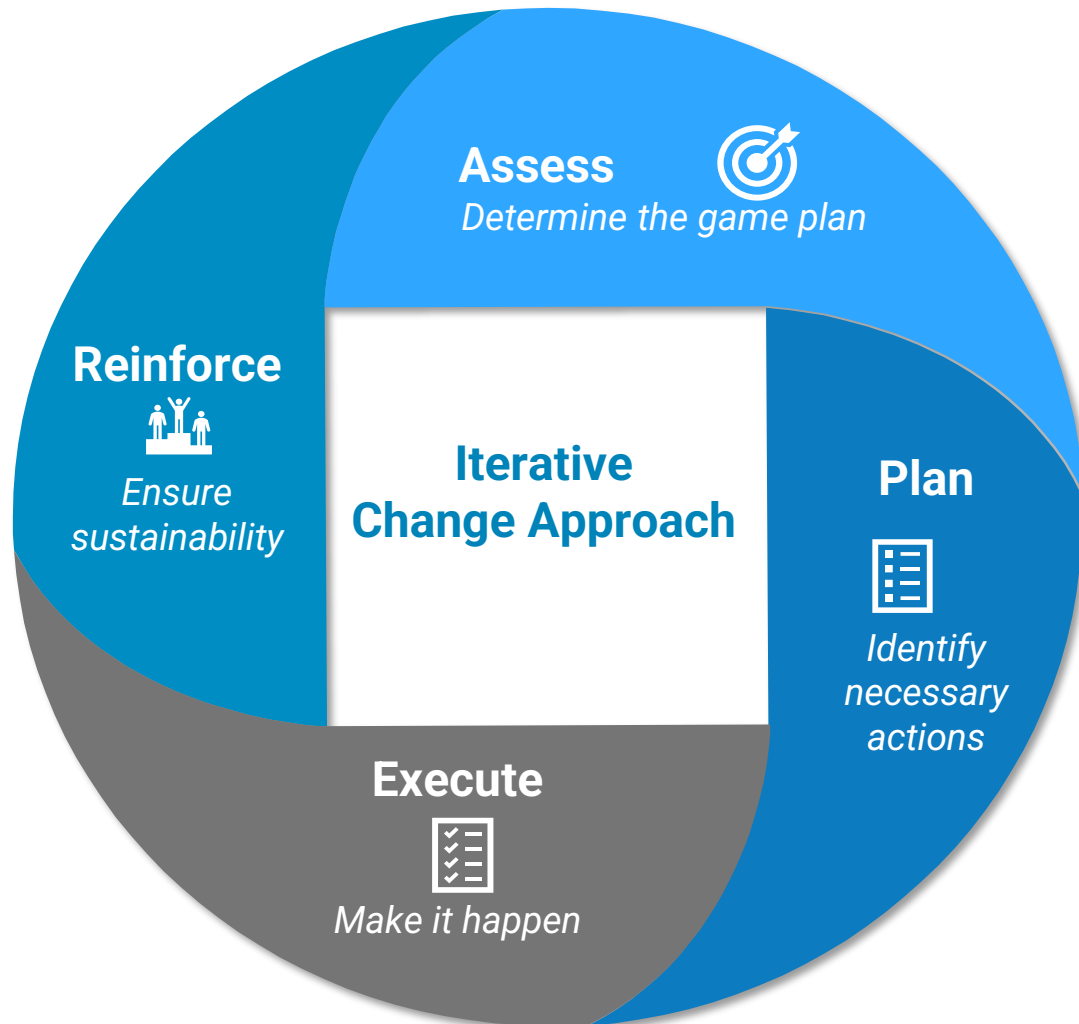 Assess
Determine the game plan
Reinforce
Ensure
sustainability
Iterative
Change Approach
Plan
Identify
necessary
actions
Execute
Make it happen